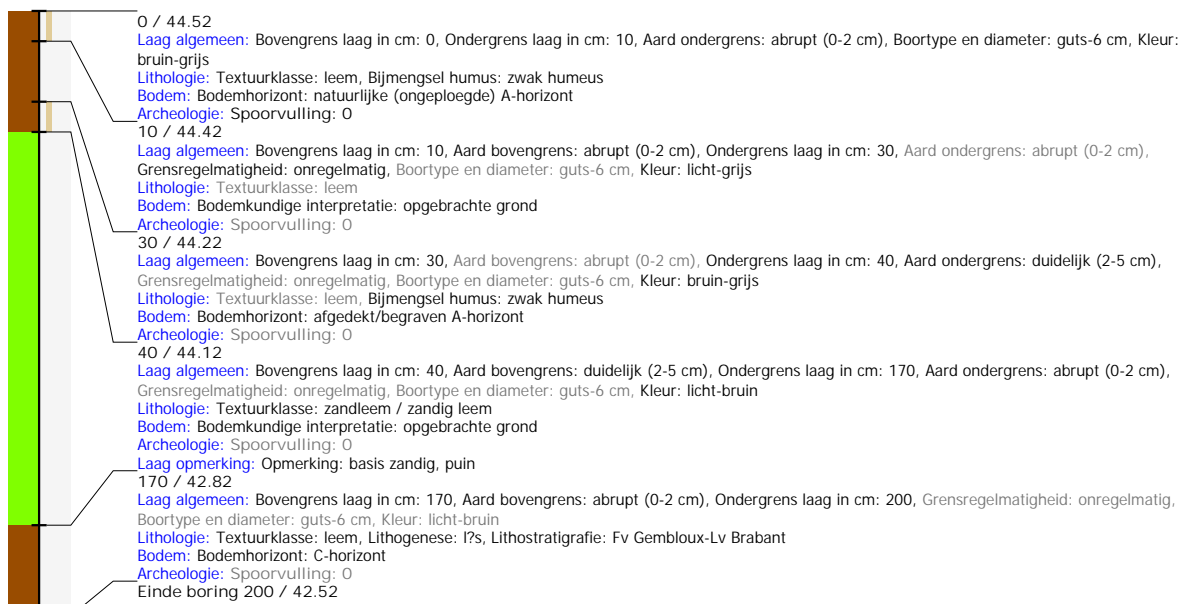 0 / 44.52
Laag algemeen: Bovengrens laag in cm: 0, Ondergrens laag in cm: 10, Aard ondergrens: abrupt (0-2 cm), Boortype en diameter: guts-6 cm, Kleur:
bruin-grijs
Lithologie: Textuurklasse: leem, Bijmengsel humus: zwak humeus
Bodem: Bodemhorizont: natuurlijke (ongeploegde) A-horizont
Archeologie: Spoorvulling: 0
10 / 44.42
Laag algemeen: Bovengrens laag in cm: 10, Aard bovengrens: abrupt (0-2 cm), Ondergrens laag in cm: 30, Aard ondergrens: abrupt (0-2 cm),
Grensregelmatigheid: onregelmatig, Boortype en diameter: guts-6 cm, Kleur: licht-grijs
Lithologie: Textuurklasse: leem
Bodem: Bodemkundige interpretatie: opgebrachte grond
Archeologie: Spoorvulling: 0
30 / 44.22
Laag algemeen: Bovengrens laag in cm: 30, Aard bovengrens: abrupt (0-2 cm), Ondergrens laag in cm: 40, Aard ondergrens: duidelijk (2-5 cm),
Grensregelmatigheid: onregelmatig, Boortype en diameter: guts-6 cm, Kleur: bruin-grijs
Lithologie: Textuurklasse: leem, Bijmengsel humus: zwak humeus
Bodem: Bodemhorizont: afgedekt/begraven A-horizont
Archeologie: Spoorvulling: 0
40 / 44.12
Laag algemeen: Bovengrens laag in cm: 40, Aard bovengrens: duidelijk (2-5 cm), Ondergrens laag in cm: 170, Aard ondergrens: abrupt (0-2 cm),
Grensregelmatigheid: onregelmatig, Boortype en diameter: guts-6 cm, Kleur: licht-bruin
Lithologie: Textuurklasse: zandleem / zandig leem
Bodem: Bodemkundige interpretatie: opgebrachte grond
Archeologie: Spoorvulling: 0
Laag opmerking: Opmerking: basis zandig, puin
170 / 42.82
Laag algemeen: Bovengrens laag in cm: 170, Aard bovengrens: abrupt (0-2 cm), Ondergrens laag in cm: 200, Grensregelmatigheid: onregelmatig,
Boortype en diameter: guts-6 cm, Kleur: licht-bruin
Lithologie: Textuurklasse: leem, Lithogenese: l?s, Lithostratigrafie: Fv Gembloux-Lv Brabant
Bodem: Bodemhorizont: C-horizont
Archeologie: Spoorvulling: 0
Einde boring 200 / 42.52